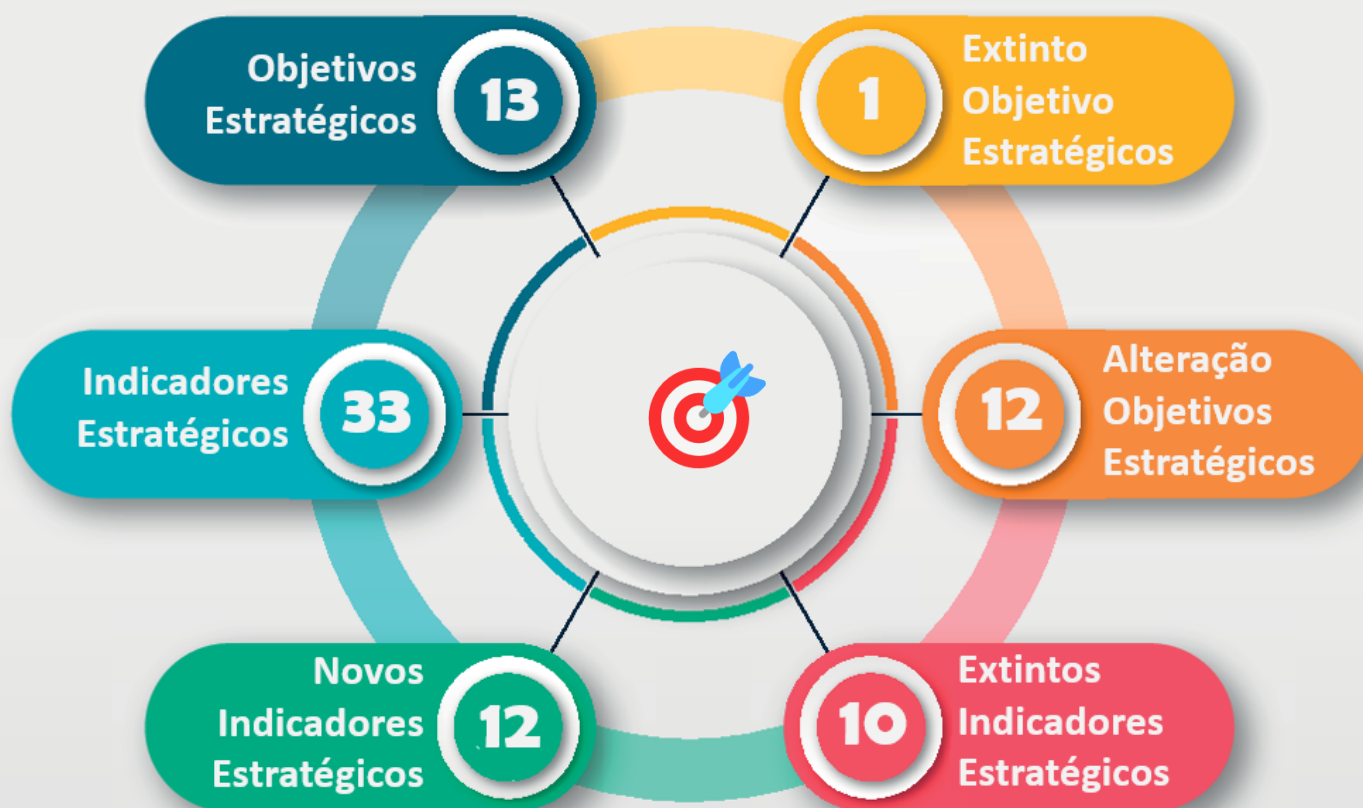 Objetivos
Estratégicos
13
1
Extinto
Objetivo
Estratégicos
Indicadores
Estratégicos
33
12
Alteração
Objetivos
Estratégicos
Novos
Indicadores
Estratégicos
12
10
Extintos
Indicadores
Estratégicos